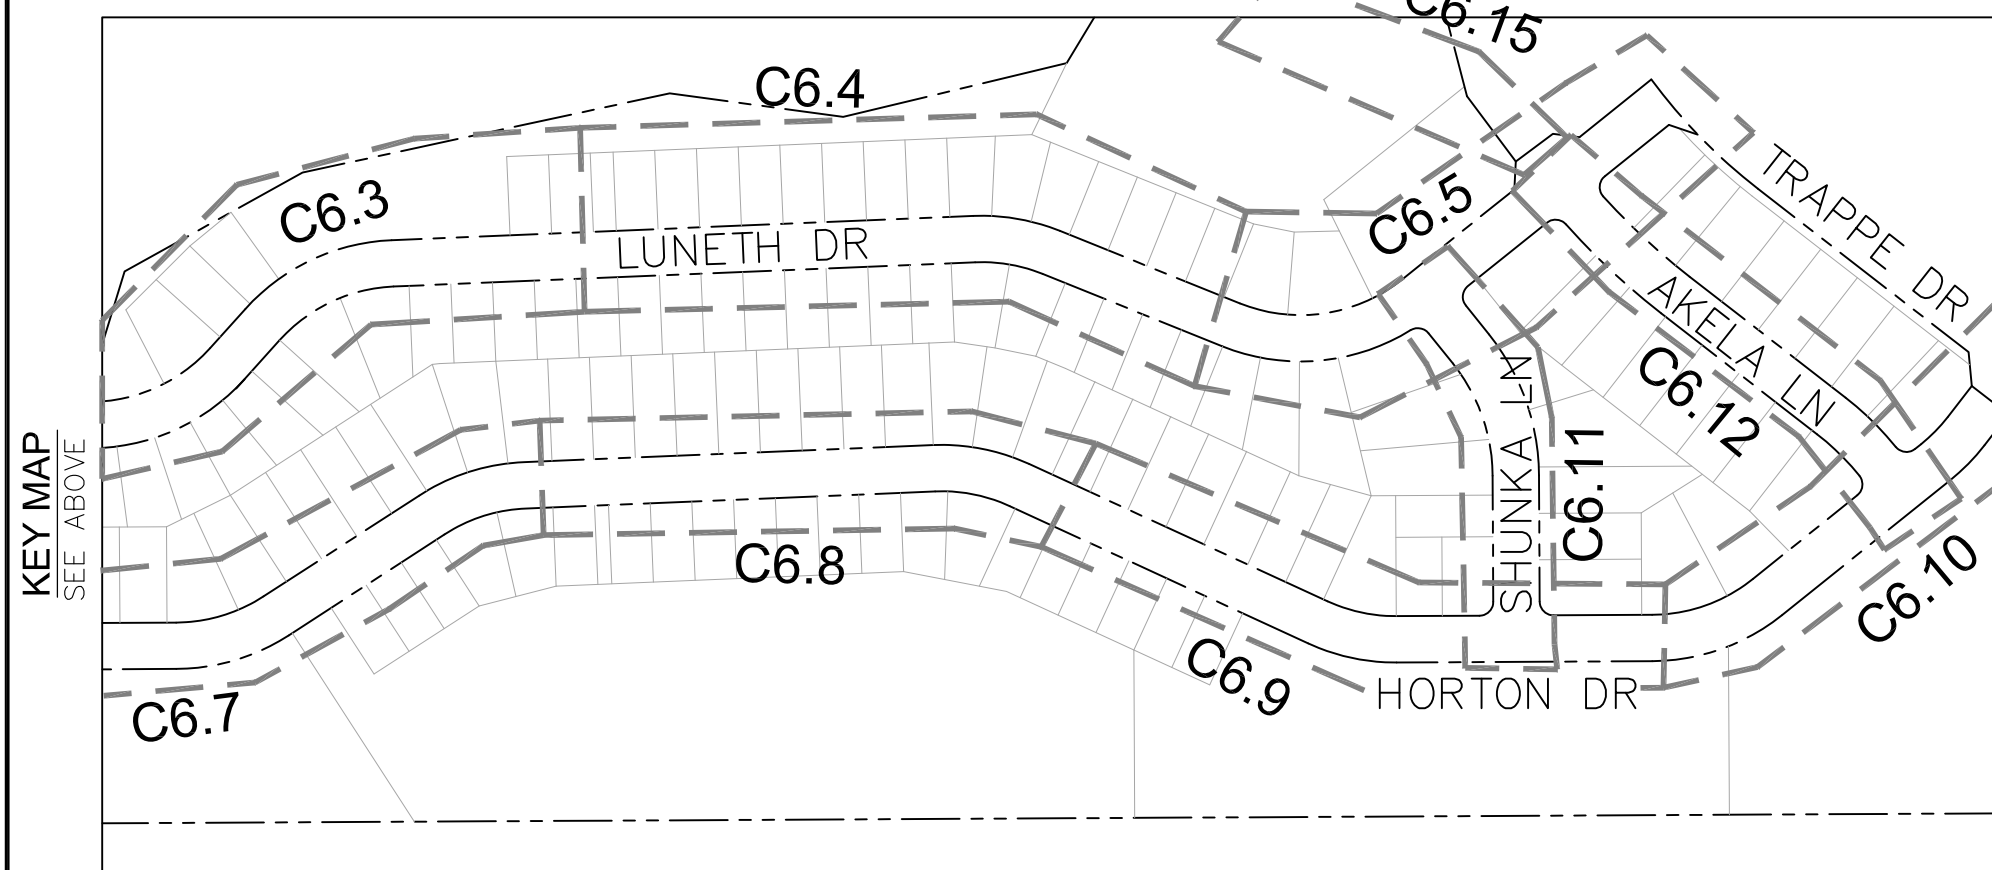 C6.15
C6.4
C6.3
C6.5
LUNETH DR
TRAPPE DR
AKELA LN
C6.12
KEY MAP
SEE ABOVE
SHUNKA LN
C6.11
C6.8
C6.10
C6.9
C6.7
HORTON DR